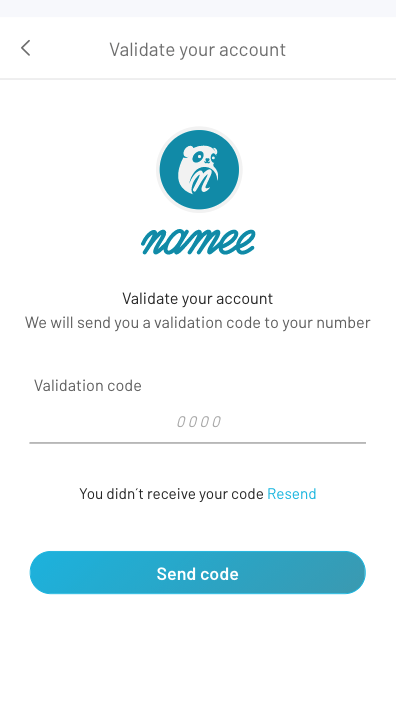 Validate your account
n
namee
Validate your account
We will send you a validation code to your number
Validation code
0000
You didn´t receive your code Resend
Send code